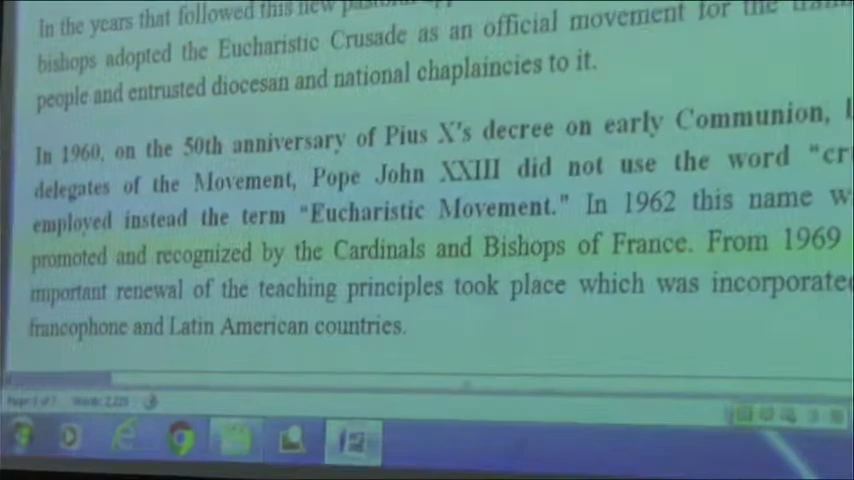 In the years that followed this new pastoral
bishops adopted the Eucharistic Crusade as an official movement for the
people and entrusted diocesan and national chaplaincies to it.
In 1960, on the 50th anniversary of Pius X's decree on early Communion,
delegates of the Movement, Pope John XXIII did not use the word "cr
employed instead the term "Eucharistic Movement." In 1962 this name w
promoted and recognized by the Cardinals and Bishops of France. From 1969
mportant renewal of the teaching principles took place which was incorporated
francophone and Latin American countries.